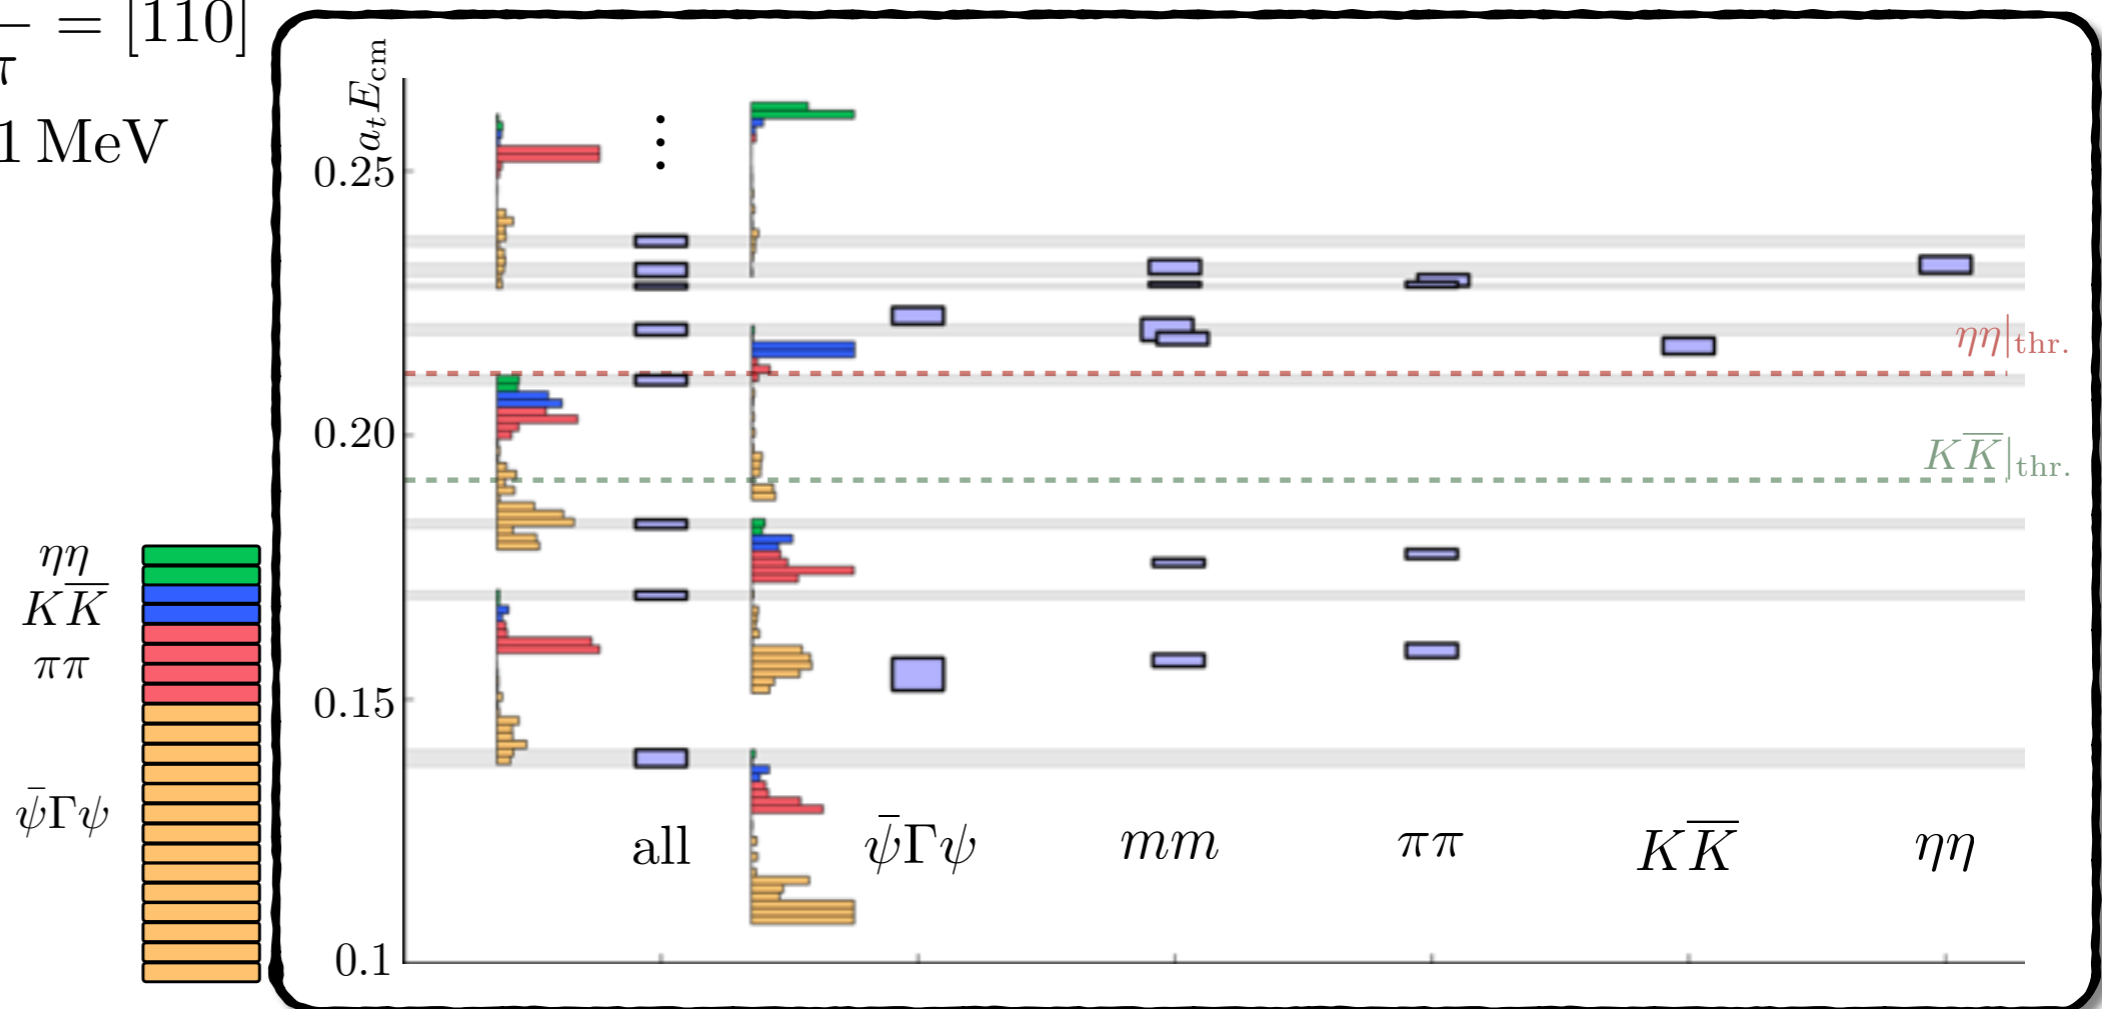 π = [110]
1 MeV
a_t E_cm
0.25
0.20
0.15
0.1
ηη|thr.
KK̅|thr.
ηη
KK̅
ππ
ψ̄Γψ
all
ψ̄Γψ
mm
ππ
KK̅
ηη